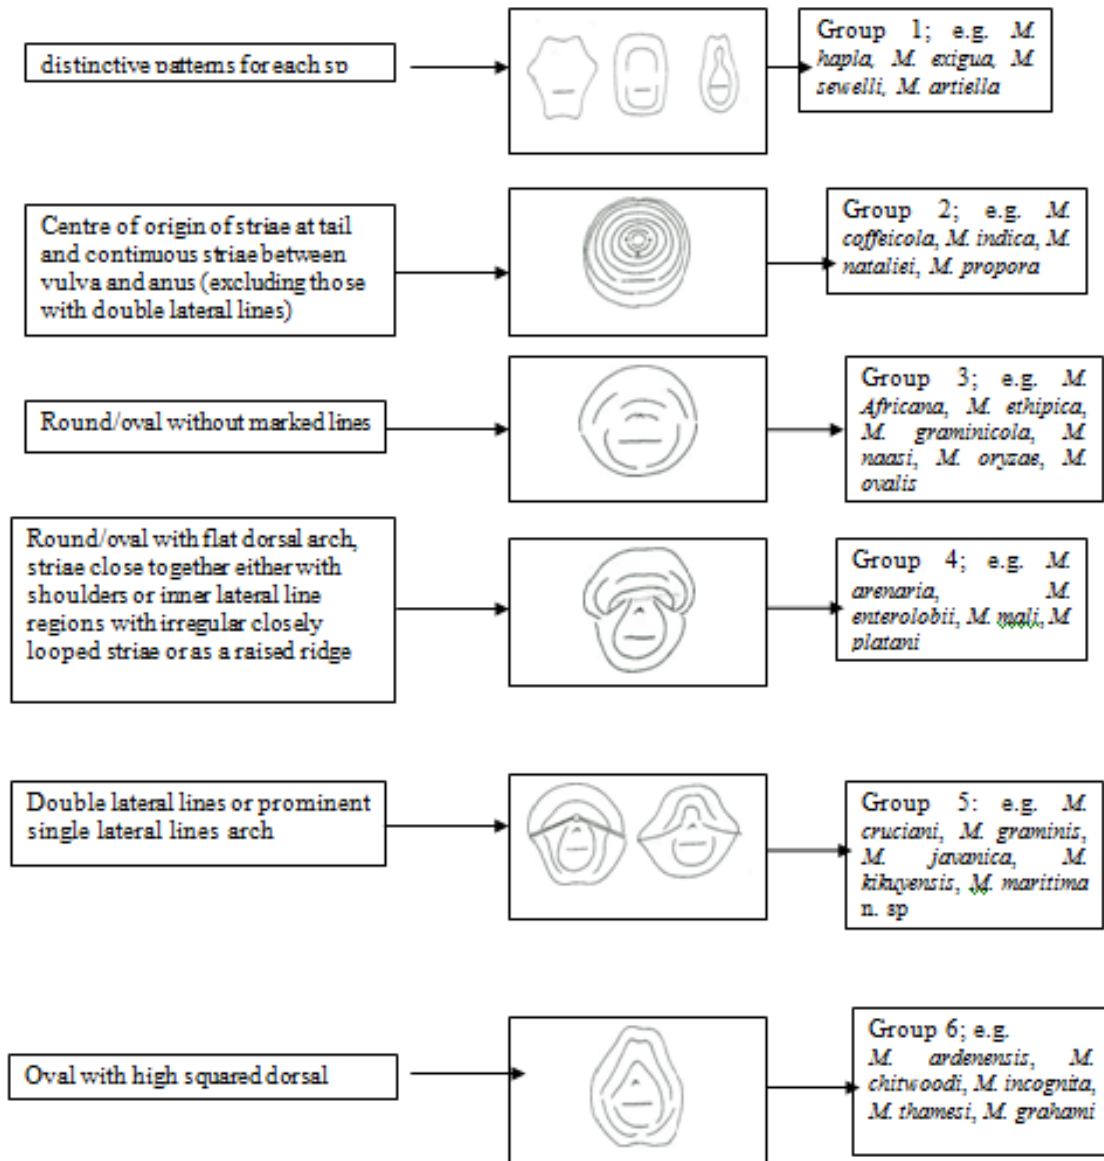 distinctive patterns for each sp
Group 1; e.g. M.
hapla, M. exigua, M.
sewelli, M. artiella
Centre of origin of striae at tail
and continuous striae between
vulva and anus (excluding those
with double lateral lines)
Group 2; e.g. M.
coffeicola, M. indica, M.
nataliei, M. propora
Round/oval without marked lines
Group 3; e.g. M.
Africana, M. ethipica,
M. graminicola, M.
naasi, M. oryzae, M.
ovalis
Round/oval with flat dorsal arch,
striae close together either with
shoulders or inner lateral line
regions with irregular closely
looped striae or as a raised ridge
Group 4; e.g. M.
arenaria, M.
enterolobii, M. mali, M
platani
Double lateral lines or prominent
single lateral lines arch
Group 5: e.g. M.
cruciani, M. graminis,
M. javanica, M.
kikuyensis, M. maritima
n. sp
Oval with high squared dorsal
Group 6; e.g.
M. ardenensis, M.
chitwoodi, M. incognita,
M. thamesi, M. grahami